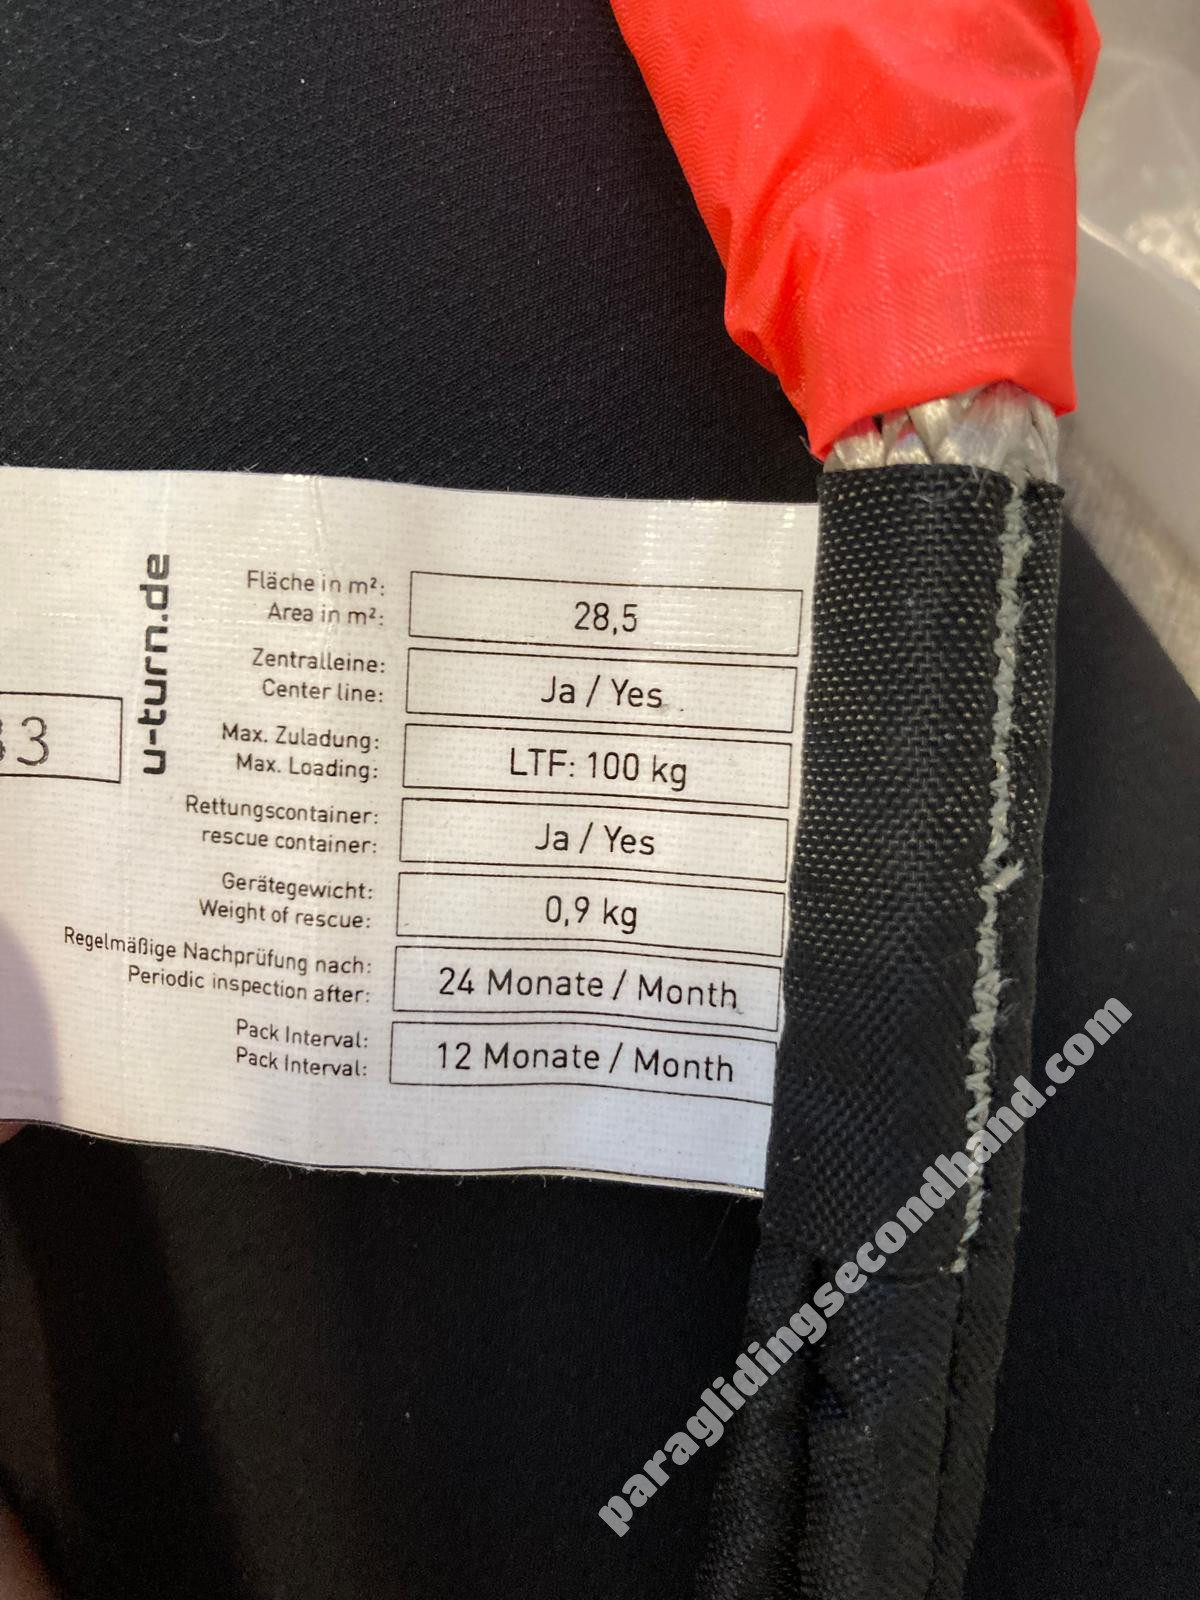 u-turn.de
Fläche in m²:
Area in m²:
28,5
Zentralleine:
Center line:
Ja / Yes
Max. Zuladung:
Max. Loading:
LTF: 100 kg
Rettungscontainer:
rescue container:
Ja / Yes
Gerätegewicht:
Weight of rescue:
0,9 kg
Regelmäßige Nachprüfung nach:
Periodic inspection after:
24 Monate / Month
Pack Interval:
Pack Interval:
12 Monate / Month
paraglidingsecondhand.com